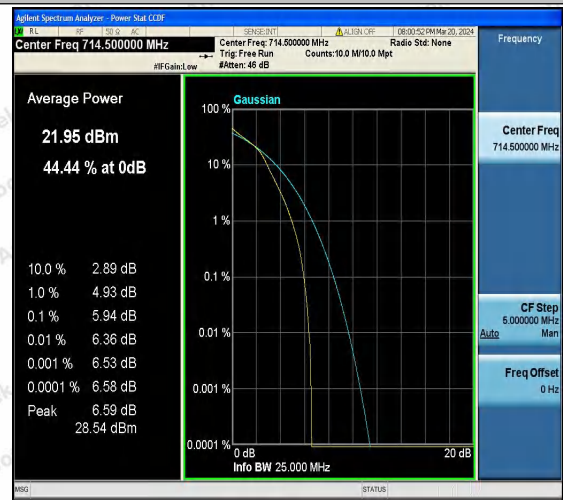 Agilent Spectrum Analyzer - Power Stat CCDF
RL RF 50 Ω AC SENSE:INT ALIGN OFF 08:00:52 PM Mar 20, 2024
Center Freq 714.500000 MHz
Center Freq: 714.500000 MHz Radio Std: None
Trig: Free Run Counts:10.0 M/10.0 Mpt
#IFGain:Low #Atten: 46 dB
Frequency
Average Power
21.95 dBm
44.44 % at 0dB
10.0 % 2.89 dB
1.0 % 4.93 dB
0.1 % 5.94 dB
0.01 % 6.36 dB
0.001 % 6.53 dB
0.0001 % 6.58 dB
Peak 6.59 dB
28.54 dBm
Gaussian
100 %
10 %
1 %
0.1 %
0.01 %
0.001 %
0.0001 %
0 dB 20 dB
Info BW 25.000 MHz
Center Freq
714.500000 MHz
CF Step
5.000000 MHz
Auto Man
Freq Offset
0 Hz
MSG STATUS